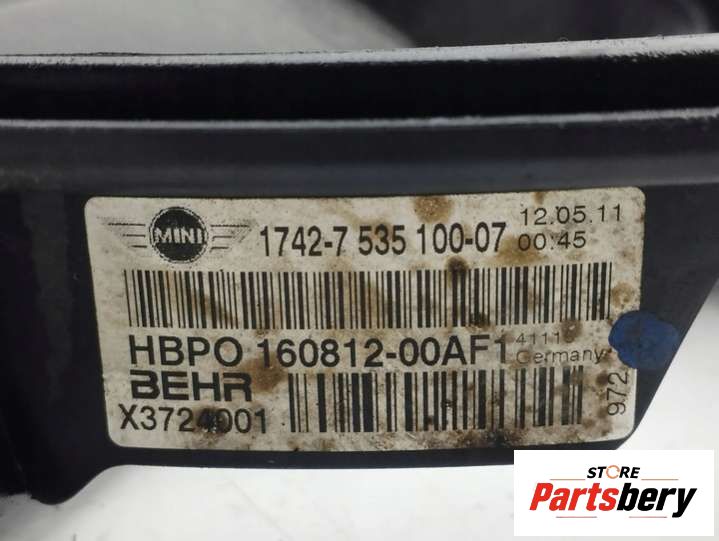 MINI
1742-7 535 100-07
12.05.11
00:45
HBPO 160812-00AF1
Germany
BEHR
X3724001
972
STORE
Partsbery